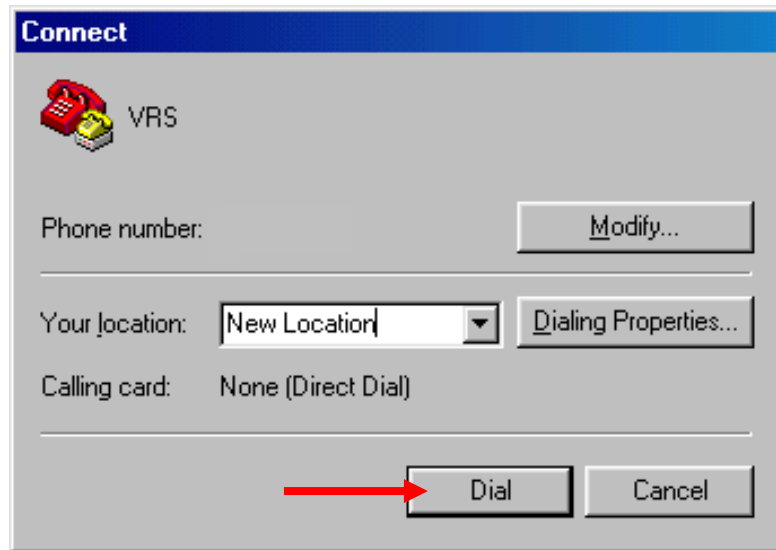 Connect
VRS
Phone number:
Modify...
Your location: New Location Dialing Properties...
Calling card: None (Direct Dial)
Dial Cancel